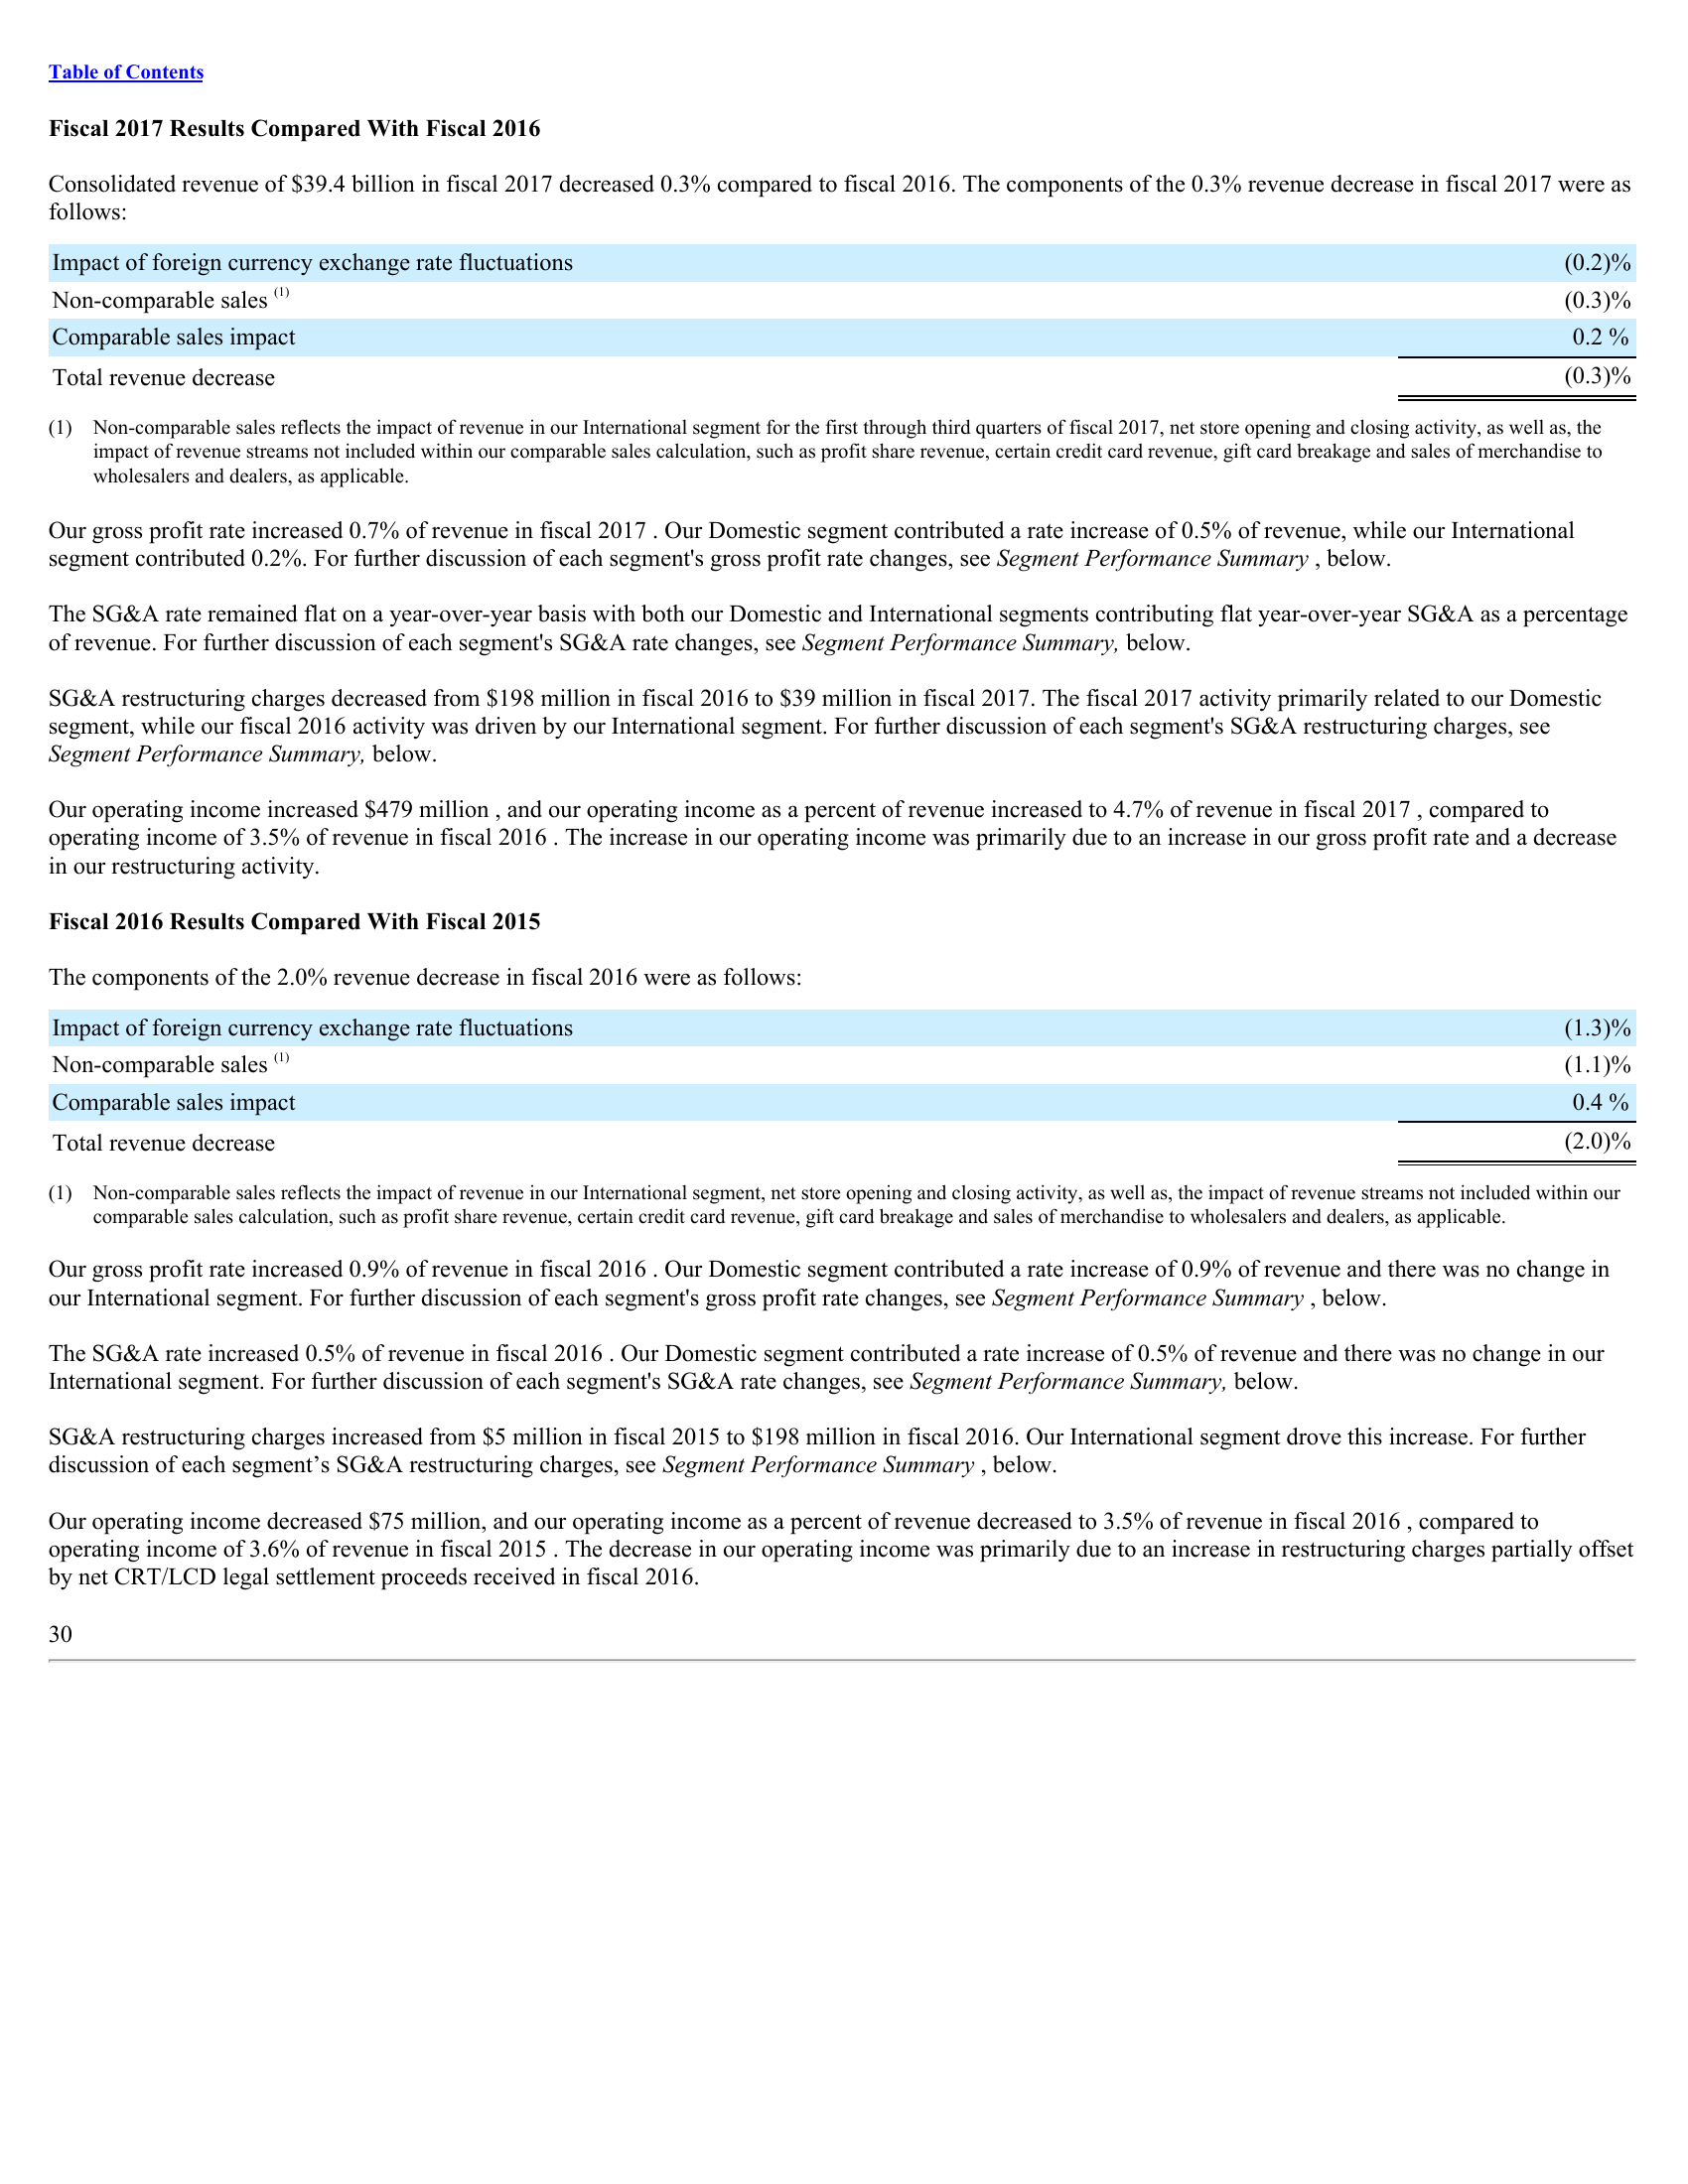 Table of Contents
Fiscal 2017 Results Compared With Fiscal 2016
Consolidated revenue of $39.4 billion in fiscal 2017 decreased 0.3% compared to fiscal 2016. The components of the 0.3% revenue decrease in fiscal 2017 were as
follows:
Impact of foreign currency exchange rate fluctuations (0.2)%
Non-comparable sales (1) (0.3)%
Comparable sales impact 0.2 %
Total revenue decrease (0.3)%
(1) Non-comparable sales reflects the impact of revenue in our International segment for the first through third quarters of fiscal 2017, net store opening and closing activity, as well as, the
impact of revenue streams not included within our comparable sales calculation, such as profit share revenue, certain credit card revenue, gift card breakage and sales of merchandise to
wholesalers and dealers, as applicable.
Our gross profit rate increased 0.7% of revenue in fiscal 2017 . Our Domestic segment contributed a rate increase of 0.5% of revenue, while our International
segment contributed 0.2%. For further discussion of each segment's gross profit rate changes, see Segment Performance Summary , below.
The SG&A rate remained flat on a year-over-year basis with both our Domestic and International segments contributing flat year-over-year SG&A as a percentage
of revenue. For further discussion of each segment's SG&A rate changes, see Segment Performance Summary, below.
SG&A restructuring charges decreased from $198 million in fiscal 2016 to $39 million in fiscal 2017. The fiscal 2017 activity primarily related to our Domestic
segment, while our fiscal 2016 activity was driven by our International segment. For further discussion of each segment's SG&A restructuring charges, see
Segment Performance Summary, below.
Our operating income increased $479 million , and our operating income as a percent of revenue increased to 4.7% of revenue in fiscal 2017 , compared to
operating income of 3.5% of revenue in fiscal 2016 . The increase in our operating income was primarily due to an increase in our gross profit rate and a decrease
in our restructuring activity.
Fiscal 2016 Results Compared With Fiscal 2015
The components of the 2.0% revenue decrease in fiscal 2016 were as follows:
Impact of foreign currency exchange rate fluctuations (1.3)%
Non-comparable sales (1) (1.1)%
Comparable sales impact 0.4 %
Total revenue decrease (2.0)%
(1) Non-comparable sales reflects the impact of revenue in our International segment, net store opening and closing activity, as well as, the impact of revenue streams not included within our
comparable sales calculation, such as profit share revenue, certain credit card revenue, gift card breakage and sales of merchandise to wholesalers and dealers, as applicable.
Our gross profit rate increased 0.9% of revenue in fiscal 2016 . Our Domestic segment contributed a rate increase of 0.9% of revenue and there was no change in
our International segment. For further discussion of each segment's gross profit rate changes, see Segment Performance Summary , below.
The SG&A rate increased 0.5% of revenue in fiscal 2016 . Our Domestic segment contributed a rate increase of 0.5% of revenue and there was no change in our
International segment. For further discussion of each segment's SG&A rate changes, see Segment Performance Summary, below.
SG&A restructuring charges increased from $5 million in fiscal 2015 to $198 million in fiscal 2016. Our International segment drove this increase. For further
discussion of each segment’s SG&A restructuring charges, see Segment Performance Summary , below.
Our operating income decreased $75 million, and our operating income as a percent of revenue decreased to 3.5% of revenue in fiscal 2016 , compared to
operating income of 3.6% of revenue in fiscal 2015 . The decrease in our operating income was primarily due to an increase in restructuring charges partially offset
by net CRT/LCD legal settlement proceeds received in fiscal 2016.
30